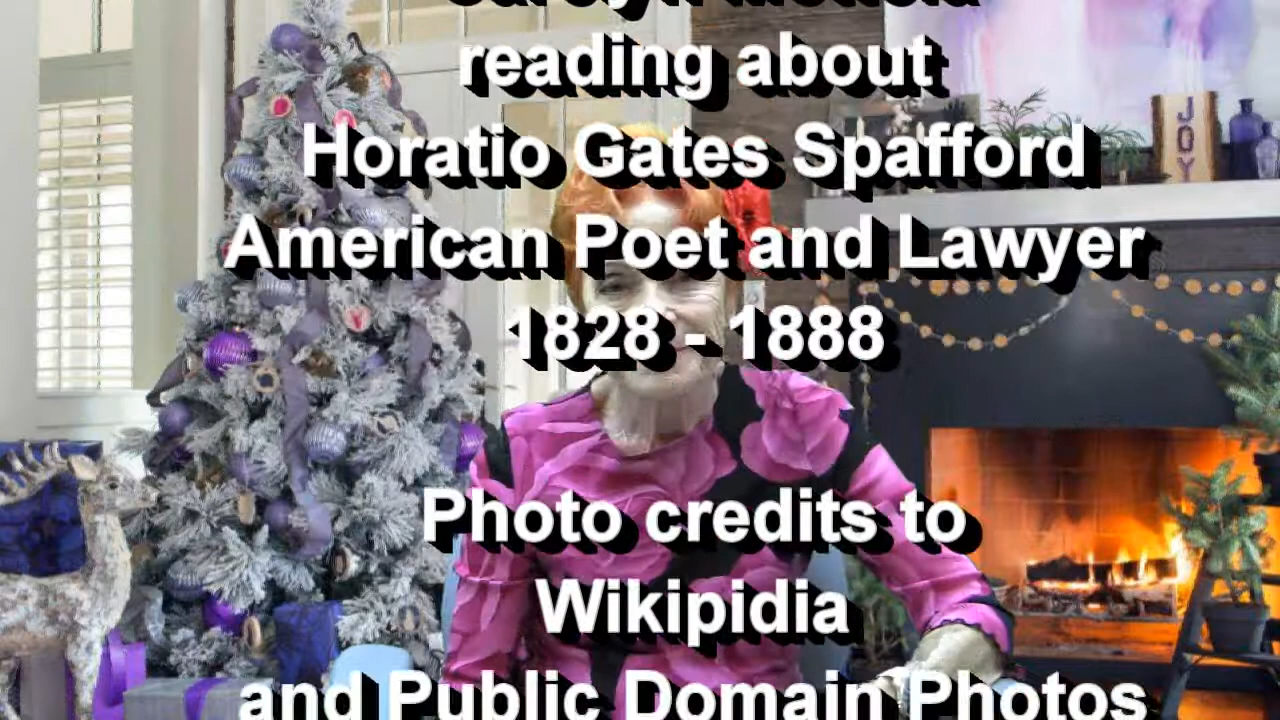 reading about
Horatio Gates Spafford
American Poet and Lawyer
1828 - 1888
Photo credits to
Wikipidia
and Public Domain Photos
JOY